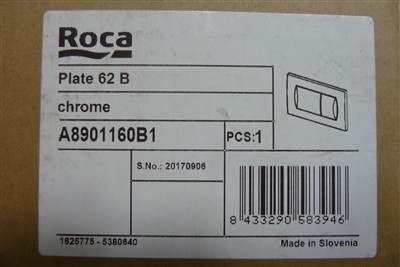 Roca
Plate 62 B
chrome
A8901160B1
PCS:1
S.No.: 20170906
8 433290 583946
1625775 - 5380640
Made in Slovenia